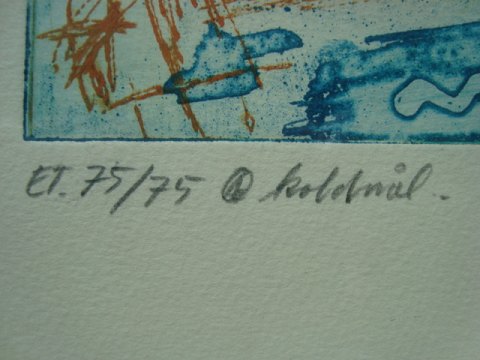 ET. 75/75 Ⓐ koldnål.